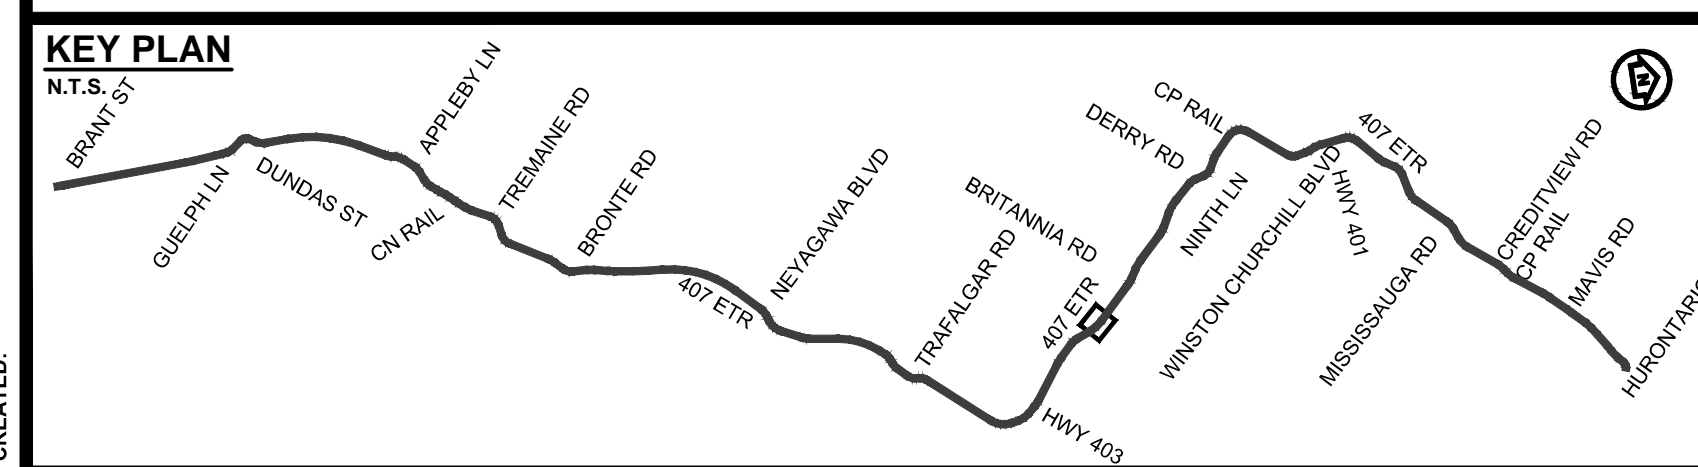 KEY PLAN
N.T.S.
BRANT ST
GUELPH LN
DUNDAS ST
APPLEBY LN
CN RAIL
TREMAINE RD
BRONTE RD
407 ETR
NEYAGAWA BLVD
TRAFALGAR RD
HWY 403
407 ETR
BRITANNIA RD
DERRY RD
CP RAIL
NINTH LN
WINSTON CHURCHILL BLVD
HWY 401
407 ETR
MISSISSAUGA RD
CREDITVIEW RD
CP RAIL
MAVIS RD
N
CREATED: